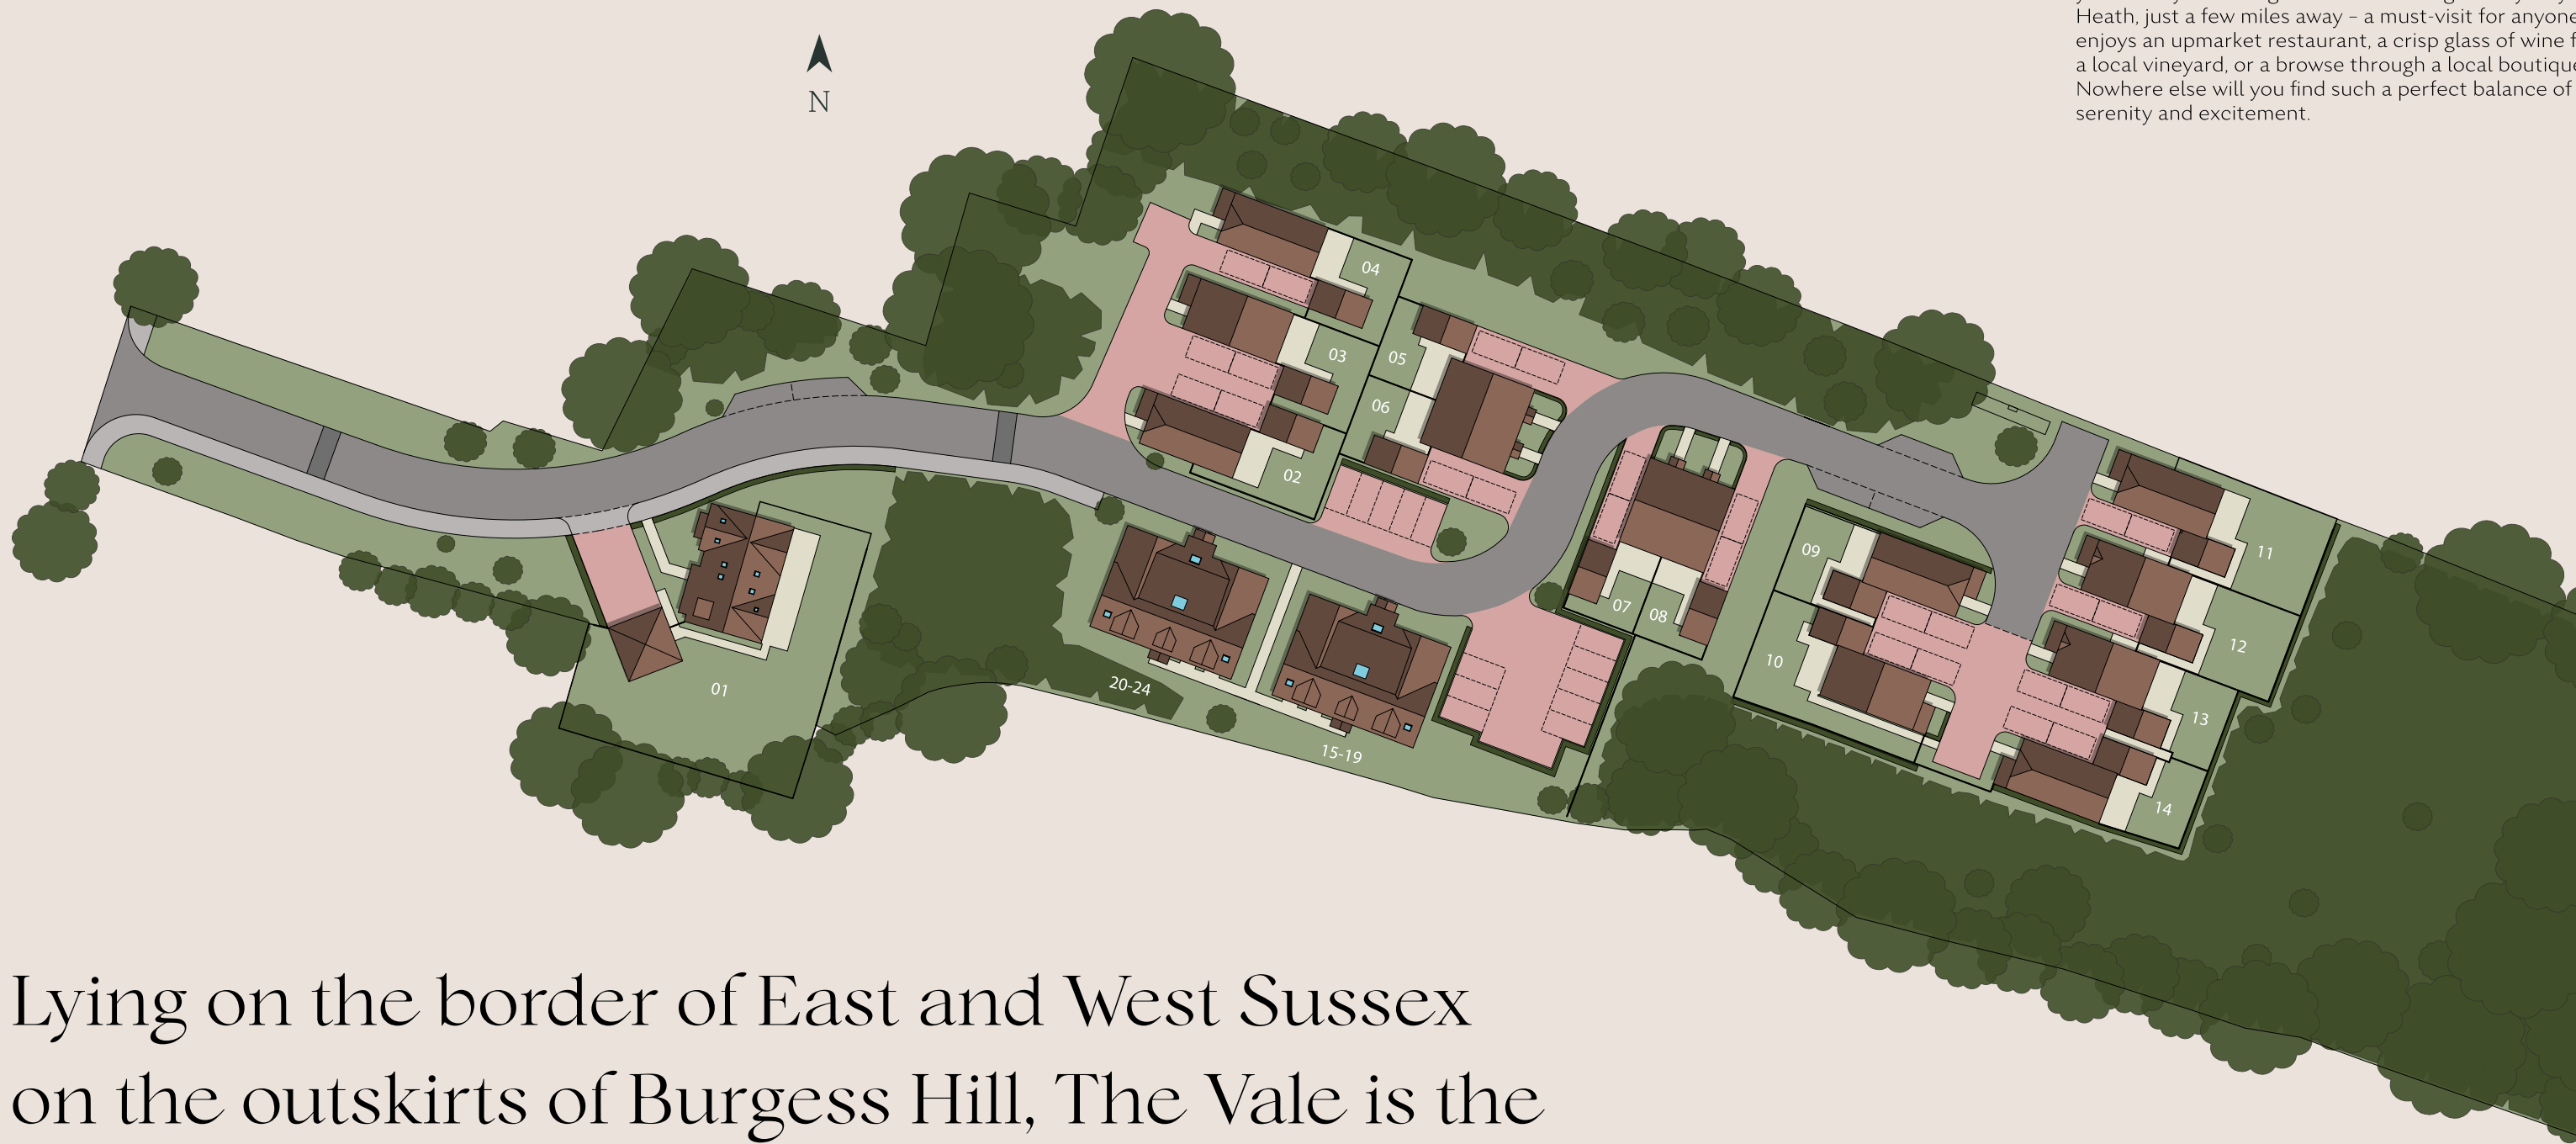 Heath, just a few miles away – a must-visit for anyone
enjoys an upmarket restaurant, a crisp glass of wine
a local vineyard, or a browse through a local
Nowhere else will you find such a perfect balance of
serenity and excitement.
N
04
03
05
06
02
11
09
07
08
12
10
01
20-24
13
15-19
14
Lying on the border of East and West Sussex
on the outskirts of Burgess Hill, The Vale is the